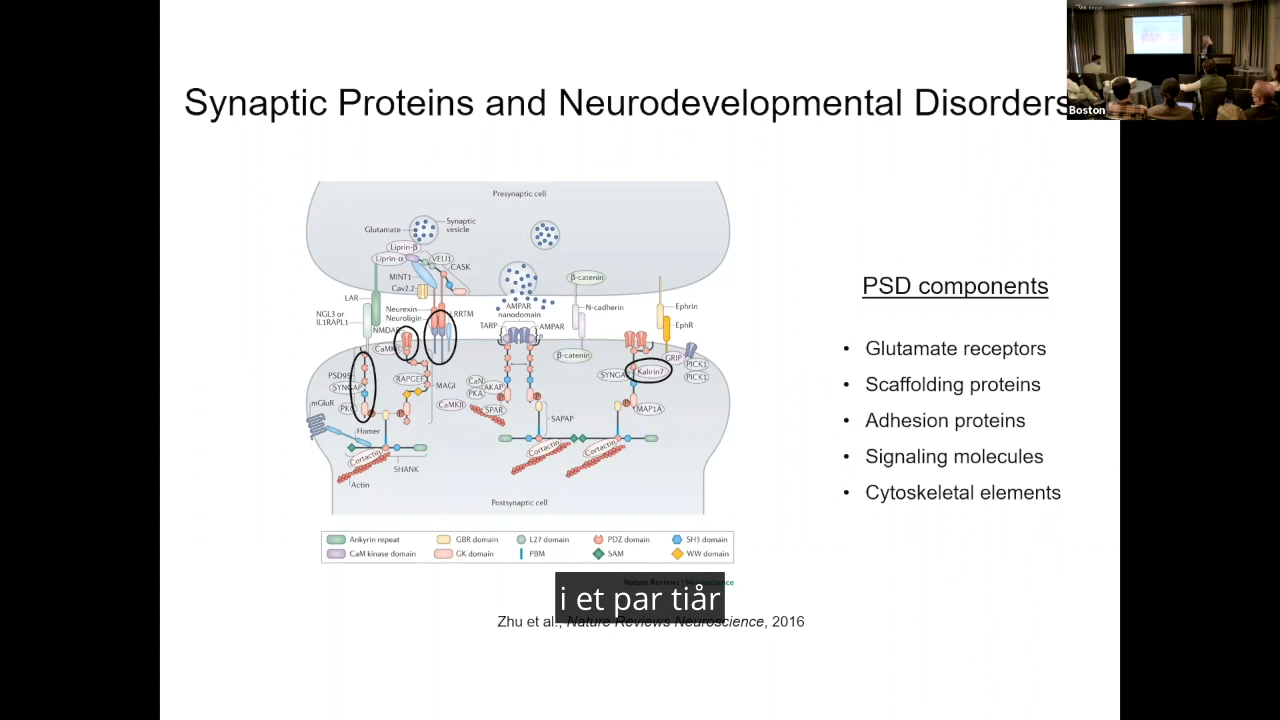 Synaptic Proteins and Neurodevelopmental Disorders
Boston
Presynaptic cell
Glutamate
Synaptic
vesicle
Liprin-β
Liprin-α
VELI1
CASK
MINT1
Cav2.2
β-catenin
LAR
NGL3 or
IL1RAPL1
Neurexin
Neuroligin
LRRTM
AMPAR
nanodomain
N-cadherin
Ephrin
EphR
NMDAR
TARP
AMPAR
β-catenin
GRIP
PICK1
PICK1
PSD95
SYNGAP
RAPGEF
MAGI
CaN
PKA
AKAP
SYNGAP
Kalirin7
mGluR
CaMKII
SPAR
SAPAP
MAP1A
Homer
Cortactin
SHANK
Cortactin
Cortactin
Actin
Postsynaptic cell
Ankyrin repeat
GBR domain
L27 domain
PDZ domain
SH3 domain
CaM kinase domain
GK domain
PBM
SAM
WW domain
PSD components
• Glutamate receptors
• Scaffolding proteins
• Adhesion proteins
• Signaling molecules
• Cytoskeletal elements
Nature Reviews | Neuroscience
i et par tiår
Zhu et al., Nature Reviews Neuroscience, 2016